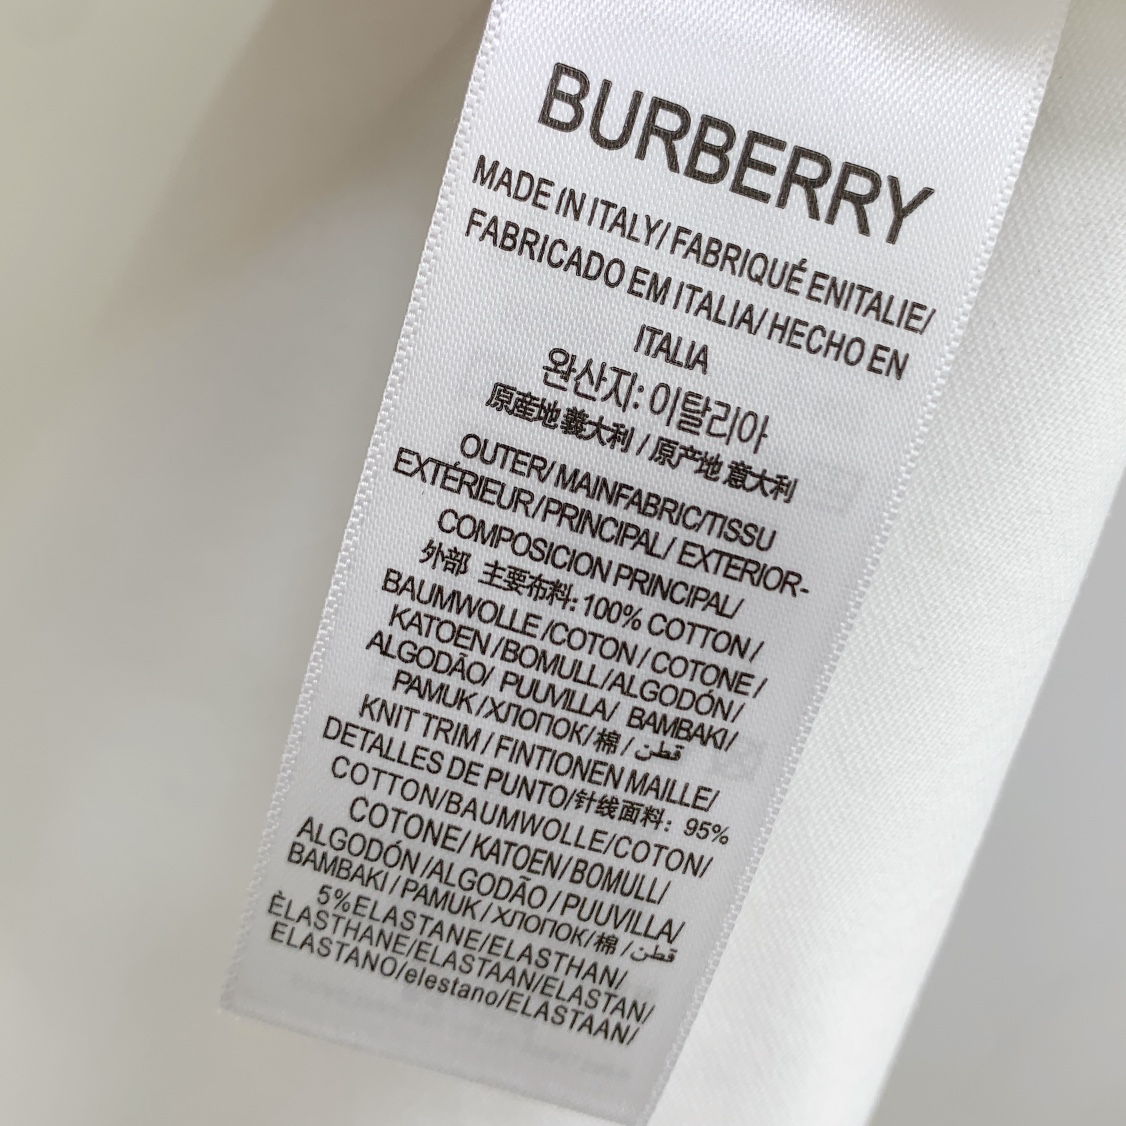 BURBERRY
MADE IN ITALY/ FABRIQUÉ ENITALIE/
FABRICADO EM ITALIA/ HECHO EN
ITALIA
완산지: 이탈리아
原産地 義大利 / 原产地 意大利
OUTER/ MAINFABRIC/TISSU
EXTÉRIEUR/PRINCIPAL/ EXTERIOR-
COMPOSICION PRINCIPAL/
外部 主要布料: 100% COTTON /
BAUMWOLLE /COTON / COTONE /
KATOEN /BOMULL/ALGODÓN/
ALGODÃO/ PUUVILLA/ BAMBAKI/
PAMUK /ХЛОПОК/ 棉 / قطن
KNIT TRIM / FINTIONEN MAILLE/
DETALLES DE PUNTO/针线面料: 95%
COTTON/BAUMWOLLE/COTON/
COTONE/ KATOEN / BOMULL/
ALGODÓN /ALGODÃO / PUUVILLA/
BAMBAKI / PAMUK / ХЛОПОК/ 棉 / قطن
5%ELASTANE/ELASTHAN/
ÈLASTHANE/ELASTAAN/ELASTAN/
ELASTANO/elestano/ELASTAAN/